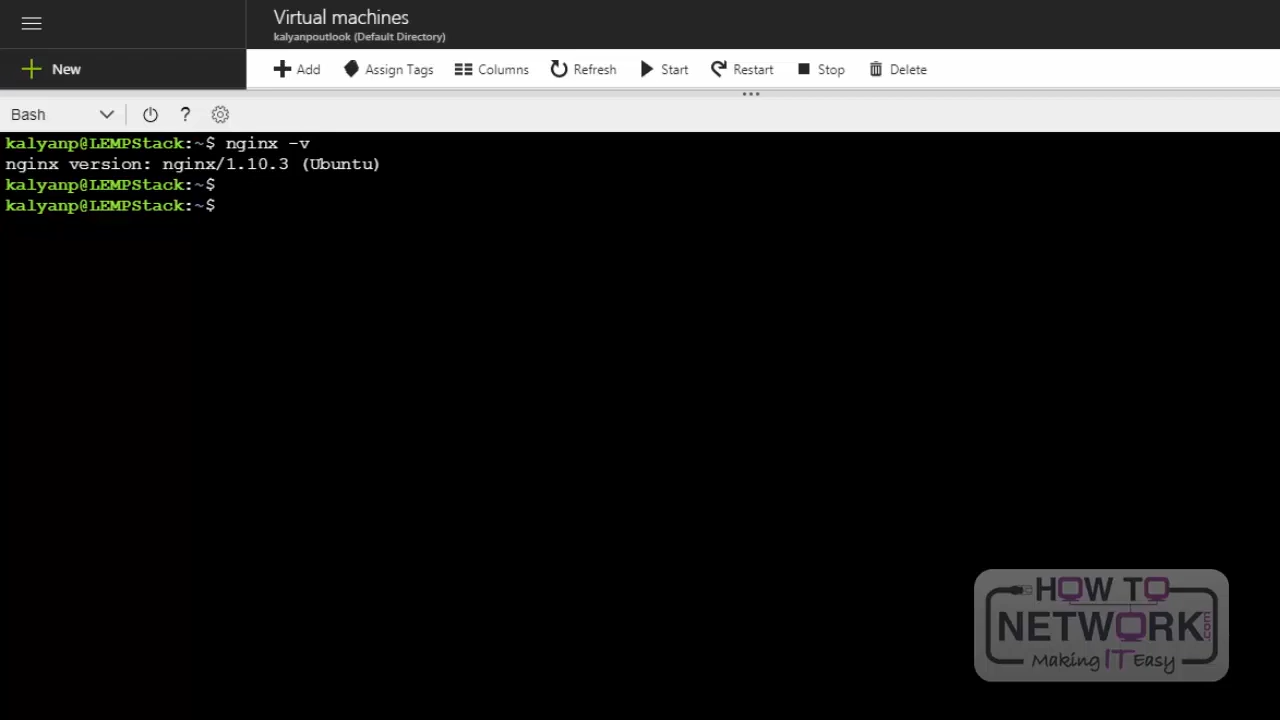 Virtual machines
kalyanpoutlook (Default Directory)
New
Add Assign Tags Columns Refresh Start Restart Stop Delete
Bash ?
kalyanp@LEMPStack:~$ nginx -v
nginx version: nginx/1.10.3 (Ubuntu)
kalyanp@LEMPStack:~$
kalyanp@LEMPStack:~$
HOW TO
NETWORK.com
Making IT Easy